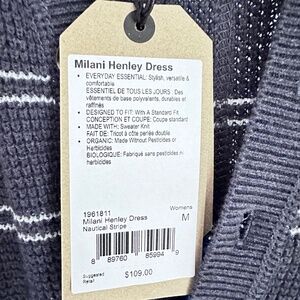 Milani Henley Dress
• EVERYDAY ESSENTIAL: Stylish, versatile &
comfortable
ESSENTIEL DE TOUS LES JOURS : Des
vêtements de base polyvalents, durables et
raffinés
• DESIGNED TO FIT: With A Standard Fit
CONCEPTION ET COUPE: Coupe standard
• MADE WITH: Sweater Knit
FAIT DE: Tricot à côte perlée double
• ORGANIC: Made Without Pesticides or
herbicides
BIOLOGIQUE: Fabriqué sans pesticides ni
herbicides
1961811
Womens
Milani Henley Dress
M
Nautical Stripe
8 89760 85994 9
Suggested
Retail
$109.00